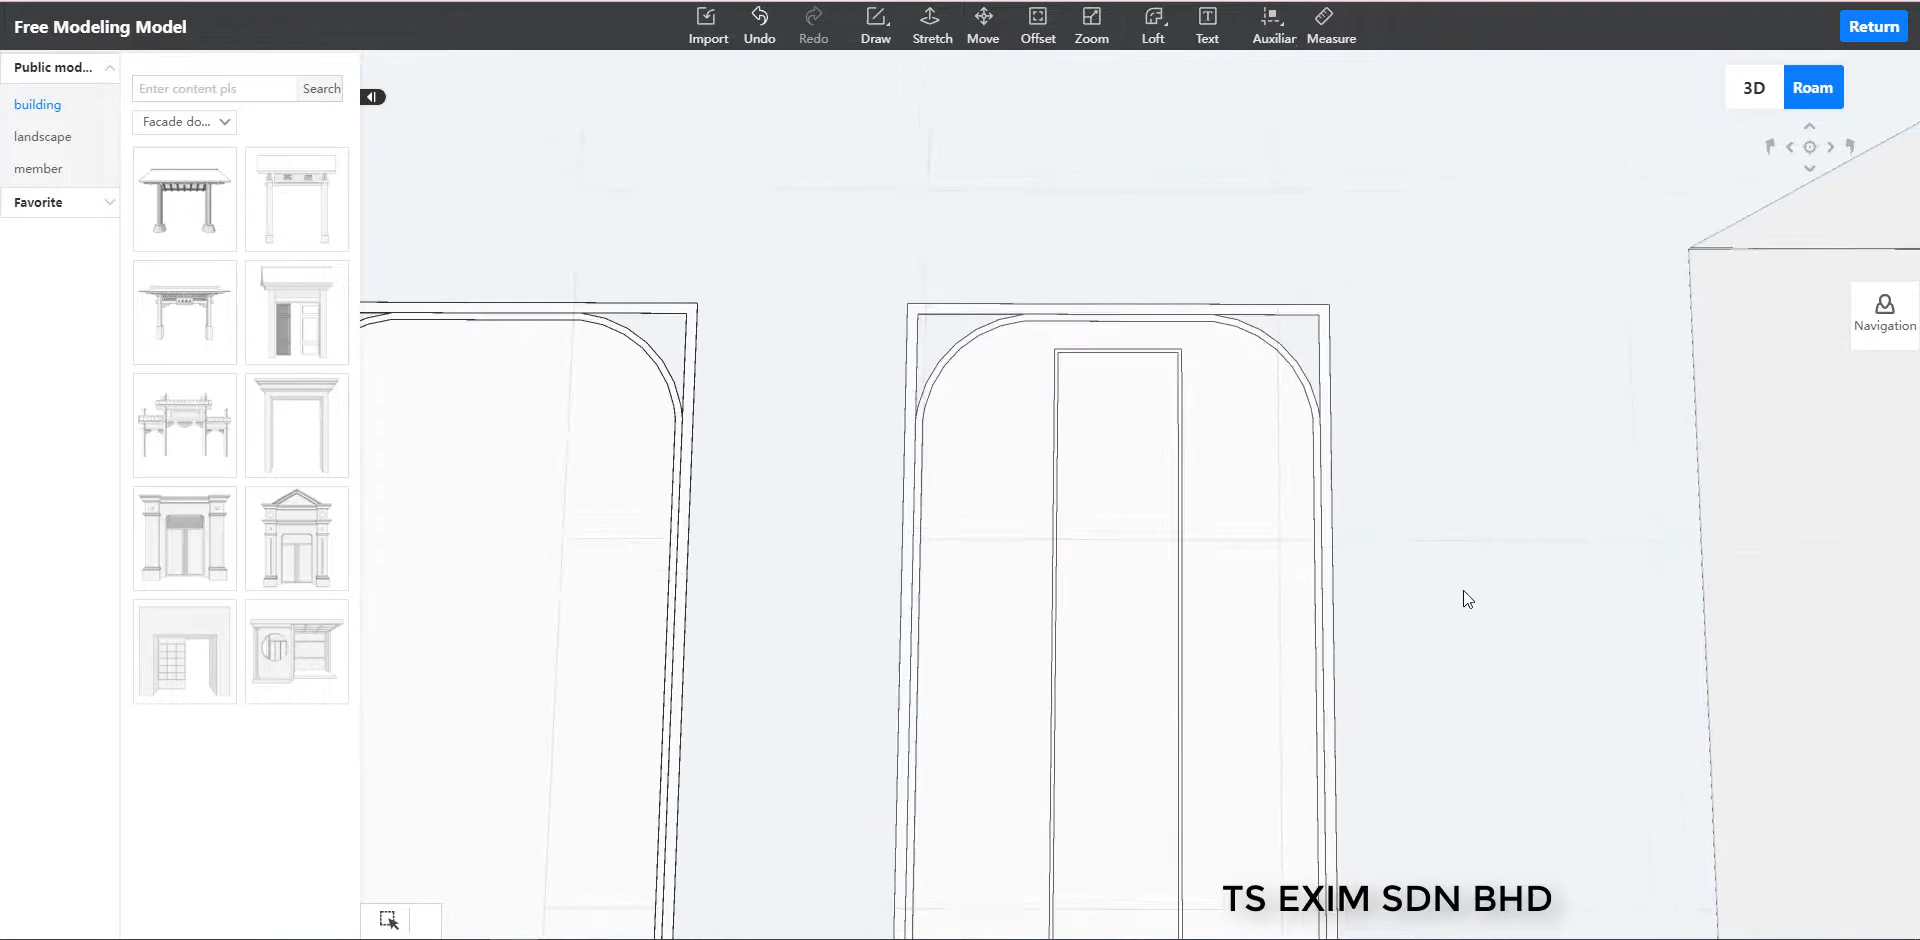 Free Modeling Model
Import
Undo
Redo
Draw
Stretch
Move
Offset
Zoom
Loft
Text
Auxiliar
Measure
Return
Public mod...
building
landscape
member
Favorite
Enter content pls
Search
Facade do...
3D
Roam
Navigation
TS EXIM SDN BHD